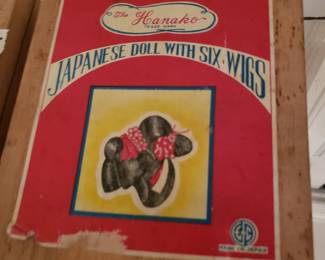 The Hanako
TRADE MARK
JAPANESE DOLL WITH SIX WIGS
MADE IN JAPAN